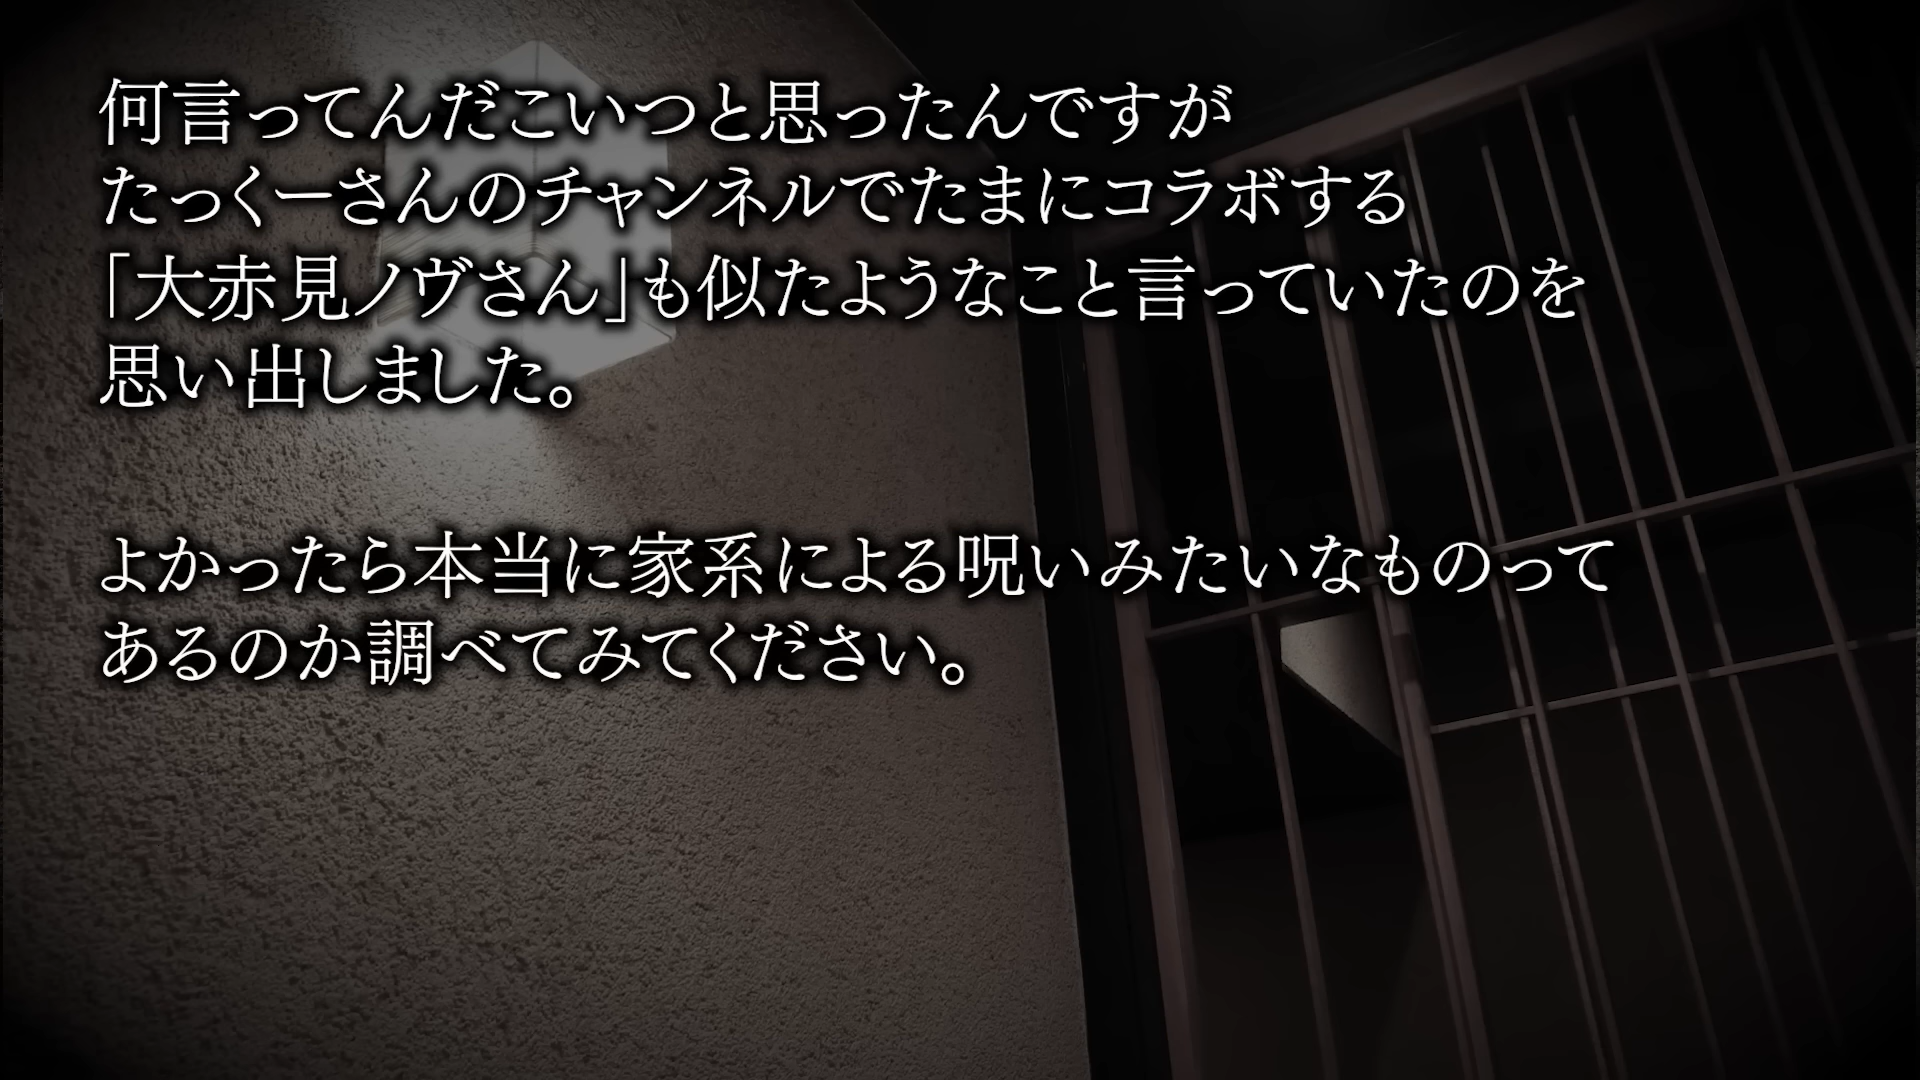 何言ってんだこいつと思ったんですが
たっくーさんのチャンネルでたまにコラボする
「大赤見ノヴさん」も似たようなこと言っていたのを
思い出しました。
よかったら本当に家系による呪いみたいなものって
あるのか調べてみてください。